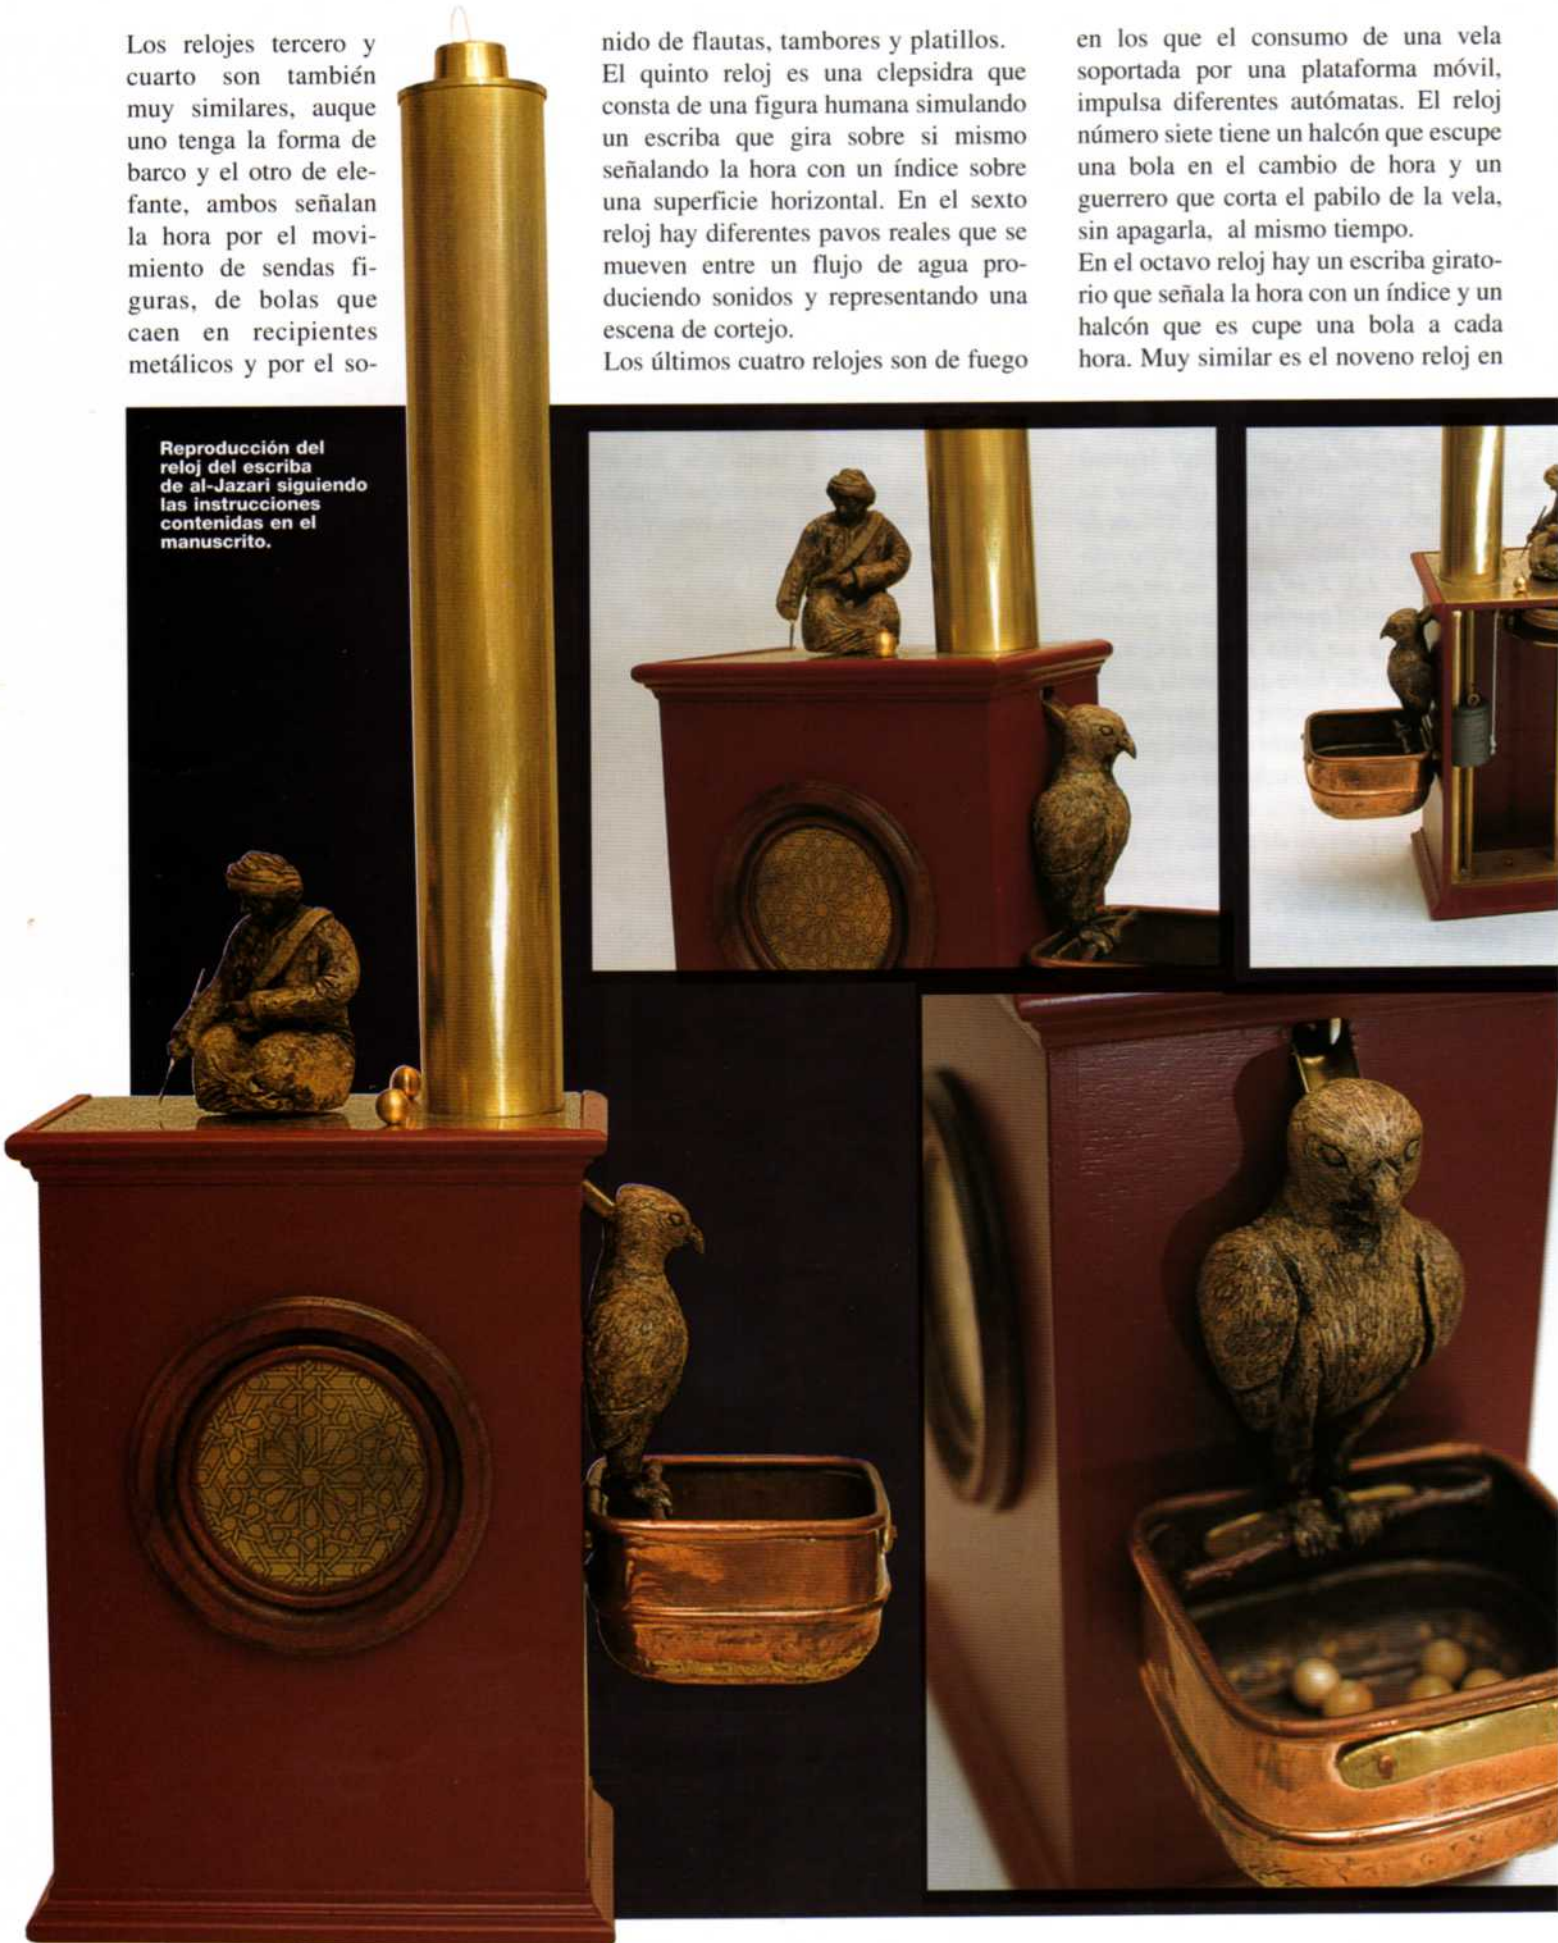 Los relojes tercero y
cuarto son también
muy similares, auque
uno tenga la forma de
barco y el otro de ele-
fante, ambos señalan
la hora por el movi-
miento de sendas fi-
guras, de bolas que
caen en recipientes
metálicos y por el so-
nido de flautas, tambores y platillos.
El quinto reloj es una clepsidra que
consta de una figura humana simulando
un escriba que gira sobre si mismo
señalando la hora con un índice sobre
una superficie horizontal. En el sexto
reloj hay diferentes pavos reales que se
mueven entre un flujo de agua pro-
duciendo sonidos y representando una
escena de cortejo.
Los últimos cuatro relojes son de fuego
en los que el consumo de una vela
soportada por una plataforma móvil,
impulsa diferentes autómatas. El reloj
número siete tiene un halcón que escupe
una bola en el cambio de hora y un
guerrero que corta el pabilo de la vela,
sin apagarla, al mismo tiempo.
En el octavo reloj hay un escriba girato-
rio que señala la hora con un índice y un
halcón que es cupe una bola a cada
hora. Muy similar es el noveno reloj en
Reproducción del
reloj del escriba
de al-Jazari siguiendo
las instrucciones
contenidas en el
manuscrito.